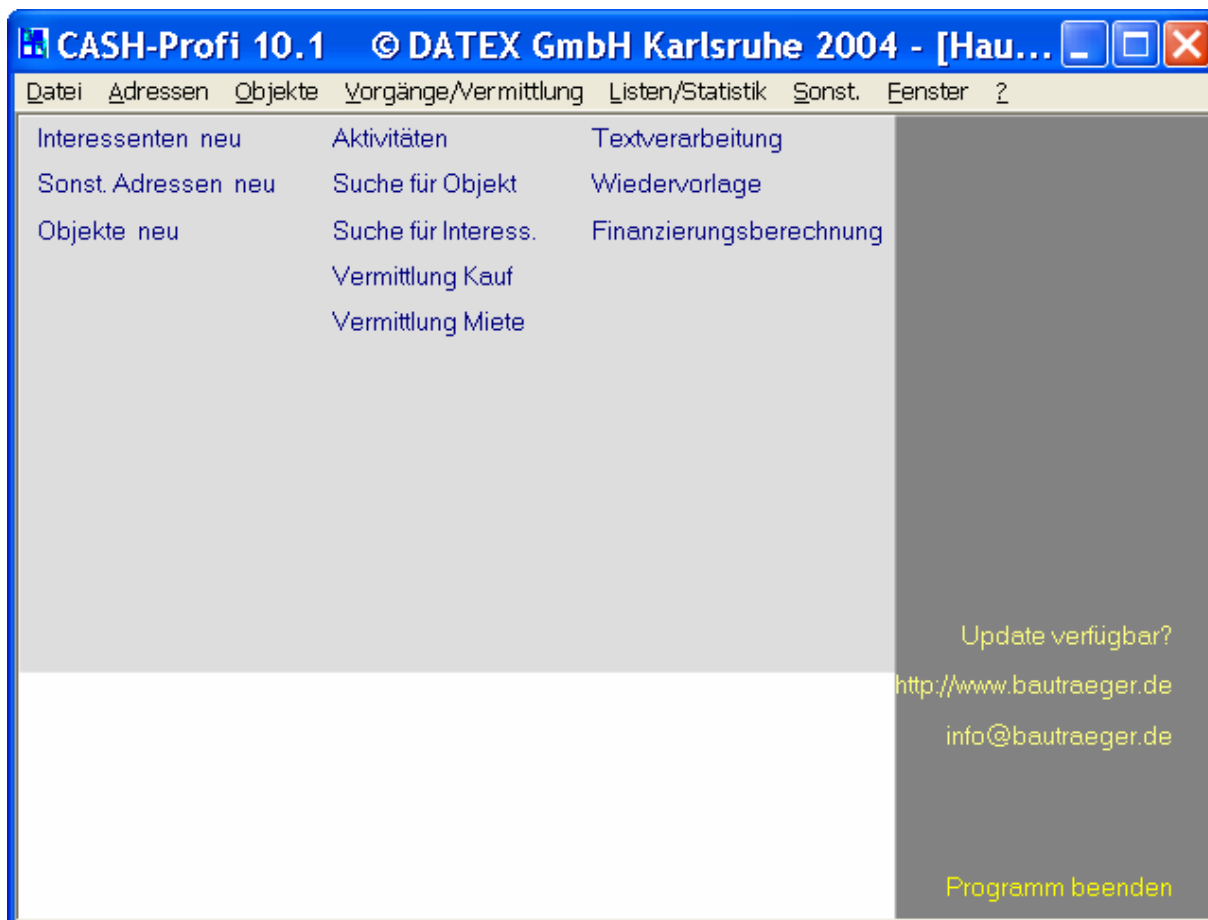 CASH-Profi 10.1 © DATEX GmbH Karlsruhe 2004 - [Hau...
Datei Adressen Objekte Vorgänge/Vermittlung Listen/Statistik Sonst. Fenster ?
Interessenten neu Aktivitäten Textverarbeitung
Sonst. Adressen neu Suche für Objekt Wiedervorlage
Objekte neu Suche für Interess. Finanzierungsberechnung
Vermittlung Kauf
Vermittlung Miete
Update verfügbar?
http://www.bautraeger.de
info@bautraeger.de
Programm beenden